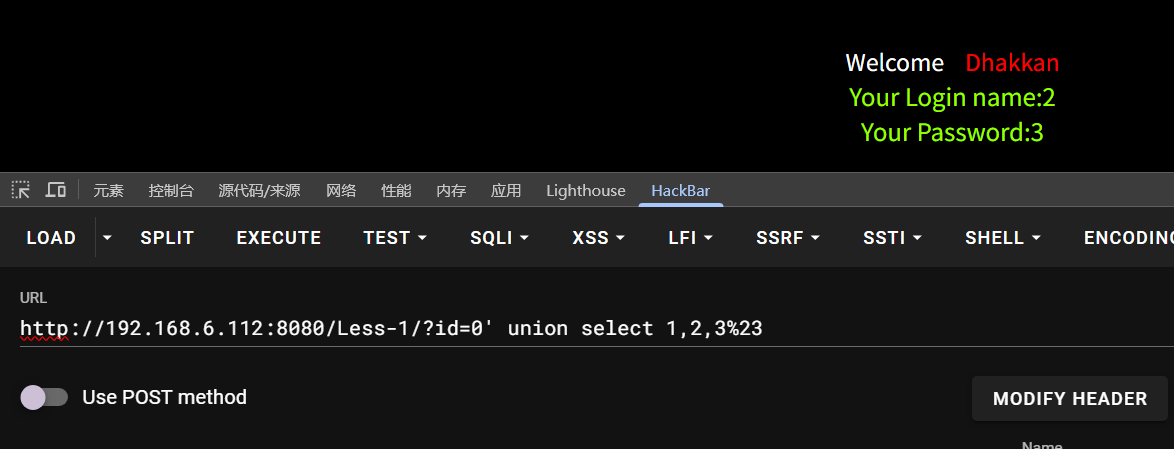 Welcome Dhakkan
Your Login name:2
Your Password:3
元素 控制台 源代码/来源 网络 性能 内存 应用 Lighthouse HackBar
LOAD SPLIT EXECUTE TEST SQLI XSS LFI SSRF SSTI SHELL ENCODING
URL
http://192.168.6.112:8080/Less-1/?id=0' union select 1,2,3%23
Use POST method
MODIFY HEADER
Name